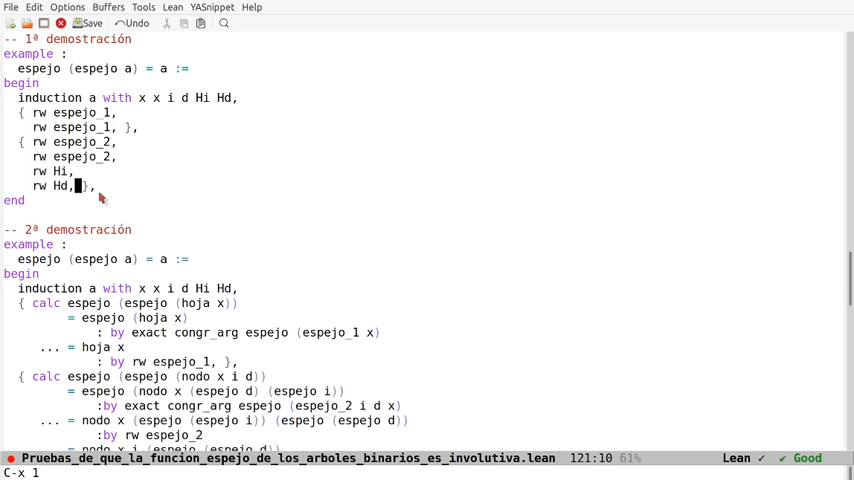 File Edit Options Buffers Tools Lean YASnippet Help
Save Undo
-- 1ª demostración
example :
  espejo (espejo a) = a :=
begin
  induction a with x x i d Hi Hd,
  { rw espejo_1,
    rw espejo_1, },
  { rw espejo_2,
    rw espejo_2,
    rw Hi,
    rw Hd, },
end
-- 2ª demostración
example :
  espejo (espejo a) = a :=
begin
  induction a with x x i d Hi Hd,
  { calc espejo (espejo (hoja x))
         = espejo (hoja x)
             : by exact congr_arg espejo (espejo_1 x)
     ... = hoja x
             : by rw espejo_1, },
  { calc espejo (espejo (nodo x i d))
         = espejo (nodo x (espejo d) (espejo i))
             :by exact congr_arg espejo (espejo_2 i d x)
     ... = nodo x (espejo (espejo i)) (espejo (espejo d))
             :by rw espejo_2
         = nodo x i (espejo (espejo d))
Pruebas_de_que_la_funcion_espejo_de_los_arboles_binarios_es_involutiva.lean 121:10 61% Lean ✓ ✔ Good
C-x 1